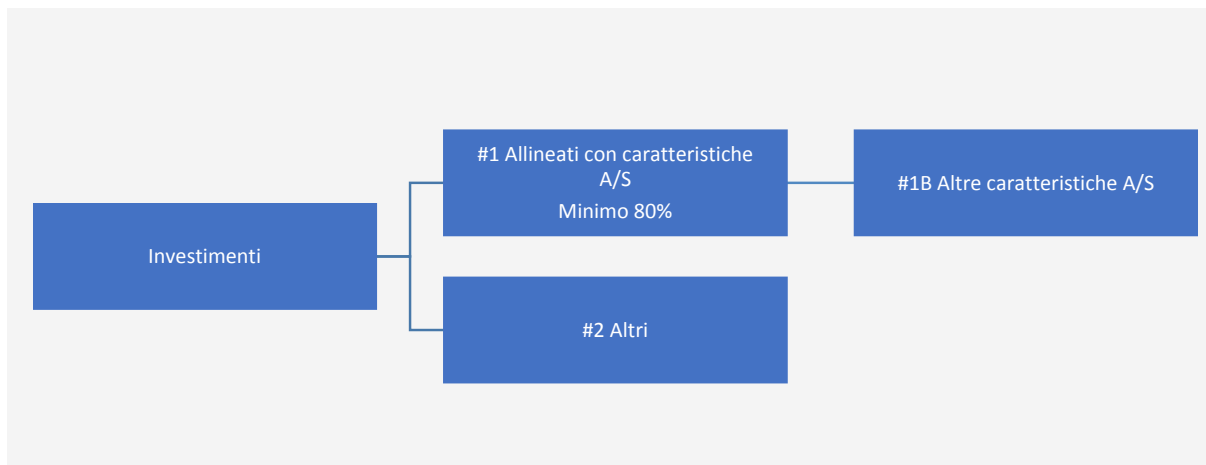 #1 Allineati con caratteristiche
A/S
Minimo 80%
#1B Altre caratteristiche A/S
Investimenti
#2 Altri